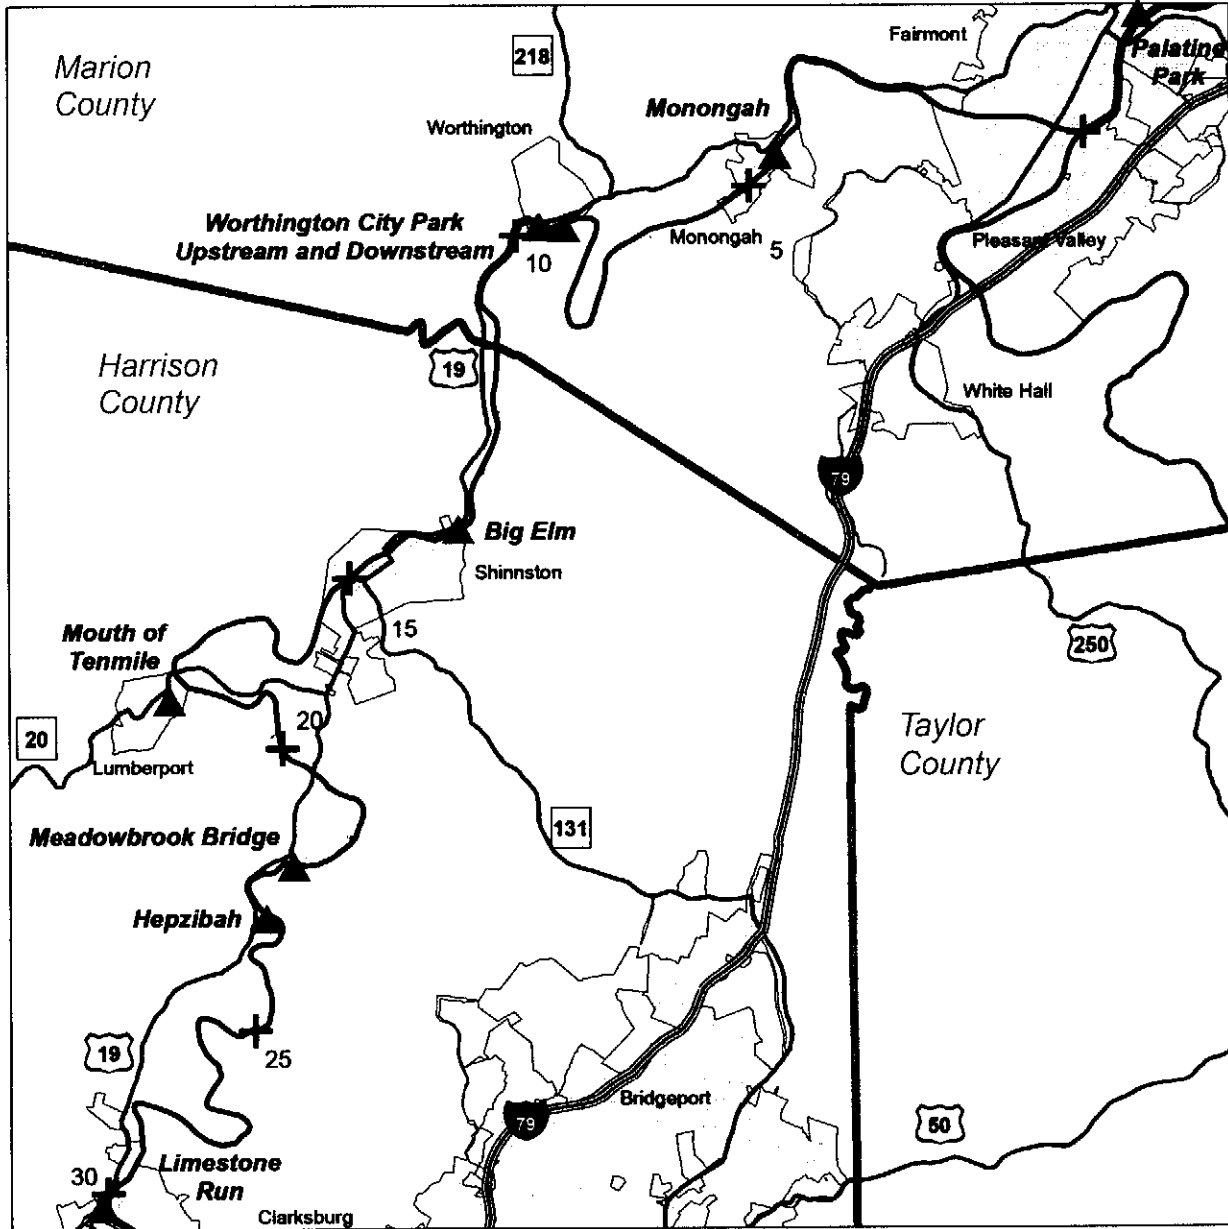 Marion
County
218
Fairmont
Palatine
Park
Monongah
Worthington
Worthington City Park
Upstream and Downstream
10
Monongah
5
Pleasant Valley
Harrison
County
19
White Hall
79
Big Elm
Shinnston
15
Mouth of
Tenmile
250
20
20
Lumberport
Taylor
County
131
Meadowbrook Bridge
Hepzibah
19
25
Bridgeport
79
50
Limestone
Run
30
Clarksburg